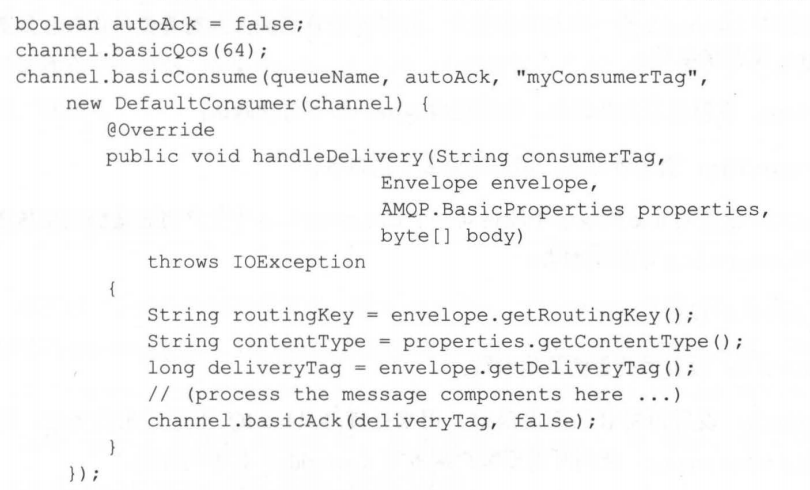 boolean autoAck = false;
channel.basicQos(64);
channel.basicConsume(queueName, autoAck, "myConsumerTag",
    new DefaultConsumer(channel) {
        @Override
        public void handleDelivery(String consumerTag,
                                   Envelope envelope,
                                   AMQP.BasicProperties properties,
                                   byte[] body)
            throws IOException
        {
            String routingKey = envelope.getRoutingKey();
            String contentType = properties.getContentType();
            long deliveryTag = envelope.getDeliveryTag();
            // (process the message components here ...)
            channel.basicAck(deliveryTag, false);
        }
    });